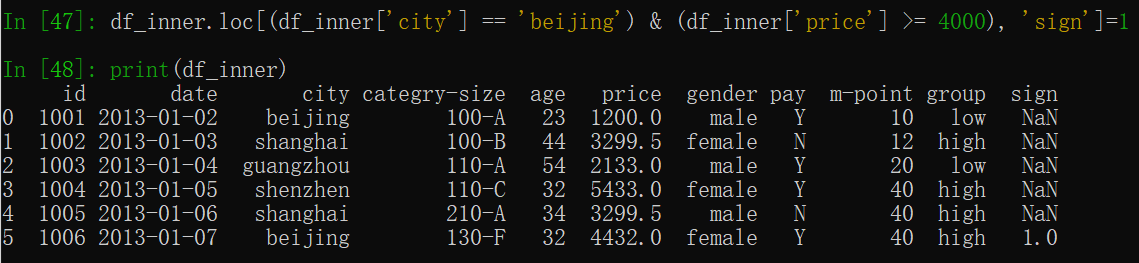 In [47]: df_inner.loc[(df_inner['city'] == 'beijing') & (df_inner['price'] >= 4000), 'sign']=1
In [48]: print(df_inner)
id date city categry-size age price gender pay m-point group sign
0 1001 2013-01-02 beijing 100-A 23 1200.0 male Y 10 low NaN
1 1002 2013-01-03 shanghai 100-B 44 3299.5 female N 12 high NaN
2 1003 2013-01-04 guangzhou 110-A 54 2133.0 male Y 20 low NaN
3 1004 2013-01-05 shenzhen 110-C 32 5433.0 female Y 40 high NaN
4 1005 2013-01-06 shanghai 210-A 34 3299.5 male N 40 high NaN
5 1006 2013-01-07 beijing 130-F 32 4432.0 female Y 40 high 1.0